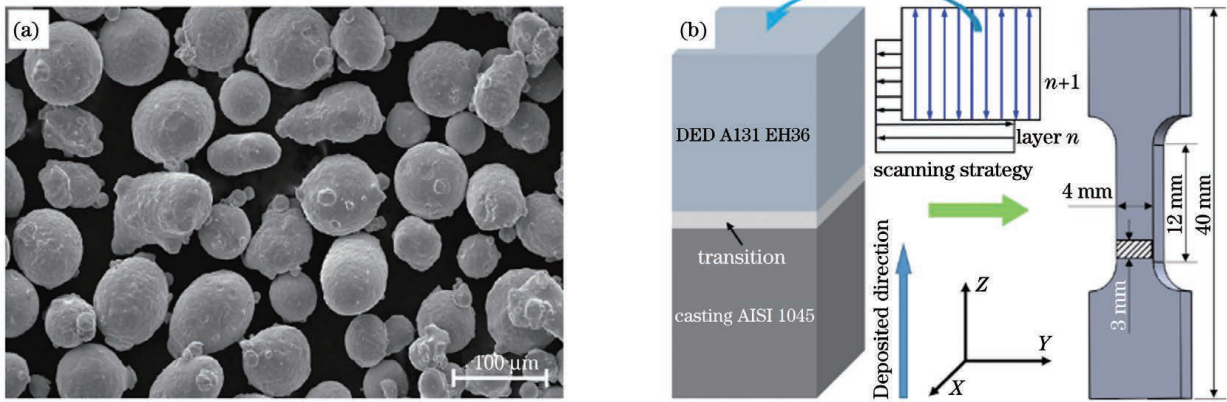 (a)
100 μm
(b)
DED A131 EH36
transition
casting AISI 1045
n+1
layer n
scanning strategy
Deposited direction
Z
Y
X
4 mm
12 mm
40 mm
3 mm